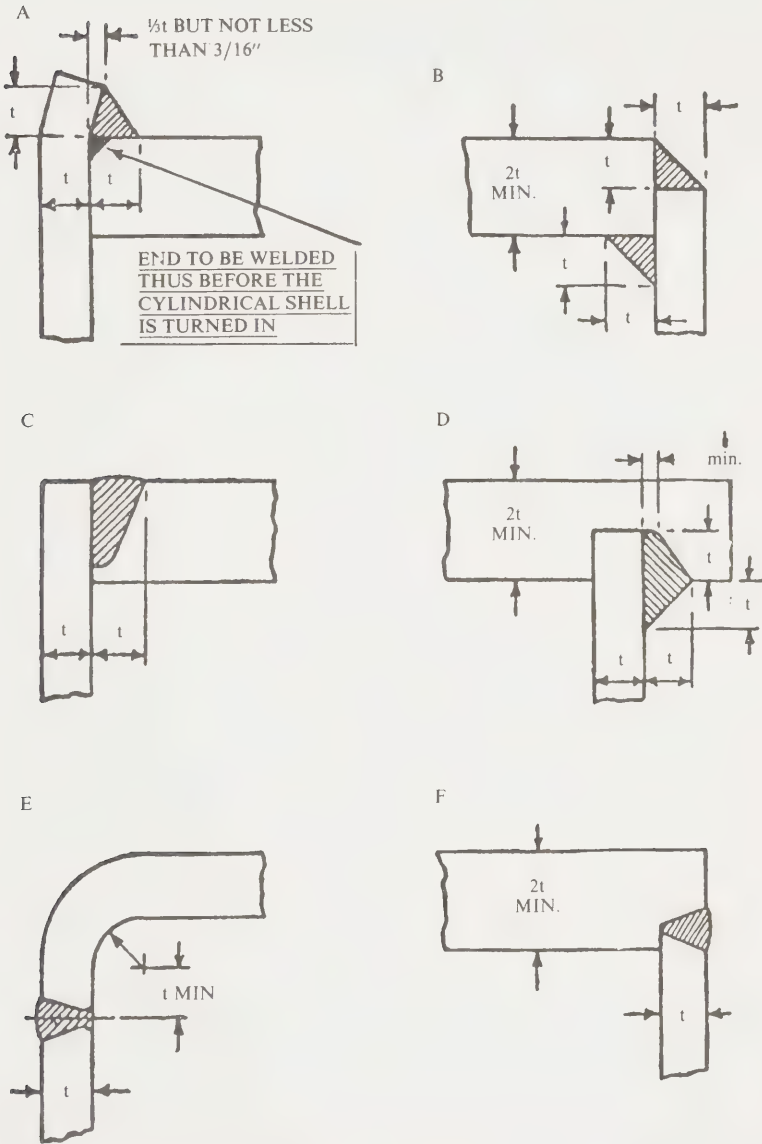 A
⅓t BUT NOT LESS
THAN 3/16"
t
t
t
END TO BE WELDED
THUS BEFORE THE
CYLINDRICAL SHELL
IS TURNED IN
B
t
t
2t
MIN.
t
t
C
t
t
D
min.
2t
MIN.
t
t
t
t
E
t MIN
t
F
2t
MIN.
t